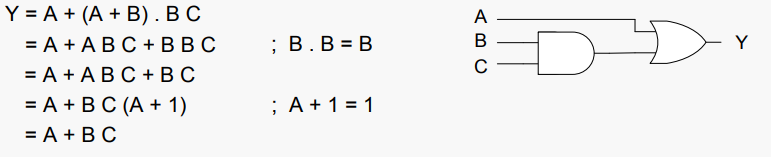 Y = A + (A + B) . B C
= A + A B C + B B C ; B . B = B
= A + A B C + B C
= A + B C (A + 1) ; A + 1 = 1
= A + B C
A
B
C
Y